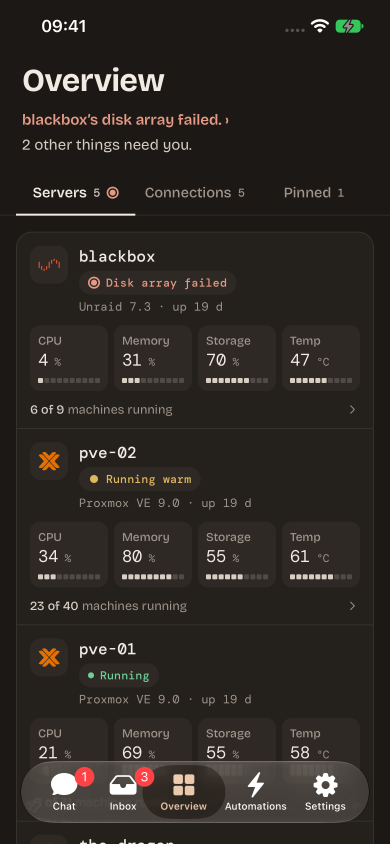 09:41
Overview
blackbox’s disk array failed. ›
2 other things need you.
Servers 5 Connections 5 Pinned 1
blackbox
Disk array failed
Unraid 7.3 · up 19 d
CPU Memory Storage Temp
4 % 31 % 70 % 47 °C
6 of 9 machines running
pve-02
Running warm
Proxmox VE 9.0 · up 19 d
CPU Memory Storage Temp
34 % 80 % 55 % 61 °C
23 of 40 machines running
pve-01
Running
Proxmox VE 9.0 · up 19 d
CPU Memory Storage Temp
21 % 69 % 55 % 58 °C
1 3
Chat Inbox Overview Automations Settings